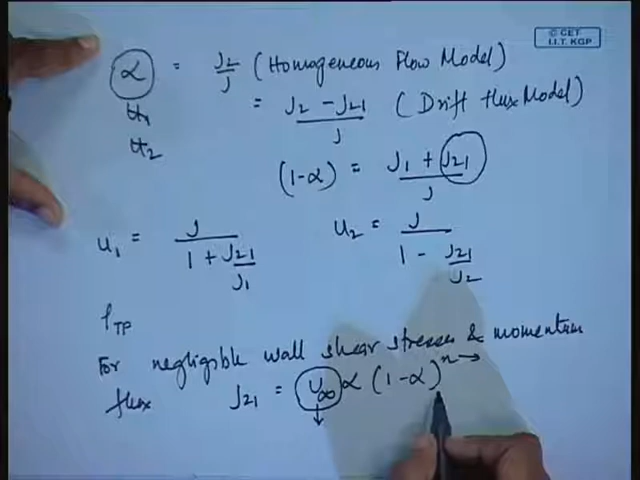 © CET
I.I.T. KGP
α = J2/J (Homogeneous Flow Model)
u1 = J2 - J21 / J (Drift flux Model)
u2
(1-α) = J1 + J21 / J
u1 = J / 1 + J21/J1 u2 = J / 1 - J21/J2
ρTP
For negligible wall shear stresses & momentum
flux J21 = u∞ α (1-α)^n →